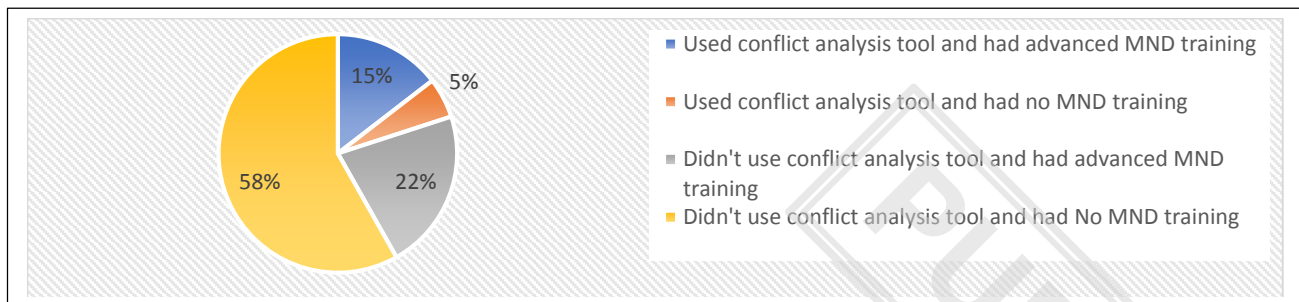 15%
5%
22%
58%
Used conflict analysis tool and had advanced MND training
Used conflict analysis tool and had no MND training
Didn't use conflict analysis tool and had advanced MND
training
Didn't use conflict analysis tool and had No MND training